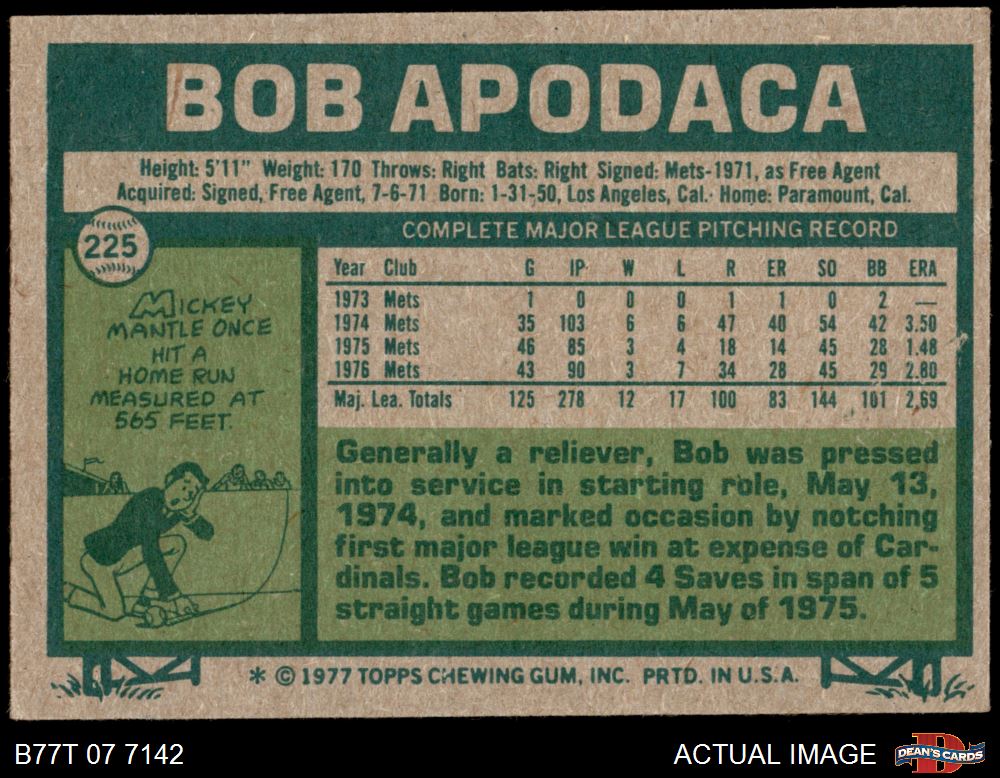 BOB APODACA
Height: 5'11" Weight: 170 Throws: Right Bats: Right Signed: Mets-1971, as Free Agent
Acquired: Signed, Free Agent, 7-6-71 Born: 1-31-50, Los Angeles, Cal. Home: Paramount, Cal.
225
MICKEY
MANTLE ONCE
HIT A
HOME RUN
MEASURED AT
565 FEET.
COMPLETE MAJOR LEAGUE PITCHING RECORD
Year Club G IP W L R ER SO BB ERA
1973 Mets 1 0 0 0 1 1 0 2 —
1974 Mets 35 103 6 6 47 40 54 42 3.50
1975 Mets 46 85 3 4 18 14 45 28 1.48
1976 Mets 43 90 3 7 34 28 45 29 2.80
Maj. Lea. Totals 125 278 12 17 100 83 144 101 2.69
Generally a reliever, Bob was pressed
into service in starting role, May 13,
1974, and marked occasion by notching
first major league win at expense of Car-
dinals. Bob recorded 4 Saves in span of 5
straight games during May of 1975.
* © 1977 TOPPS CHEWING GUM, INC. PRTD. IN U.S.A.
B77T 07 7142
ACTUAL IMAGE
DEAN'S CARDS